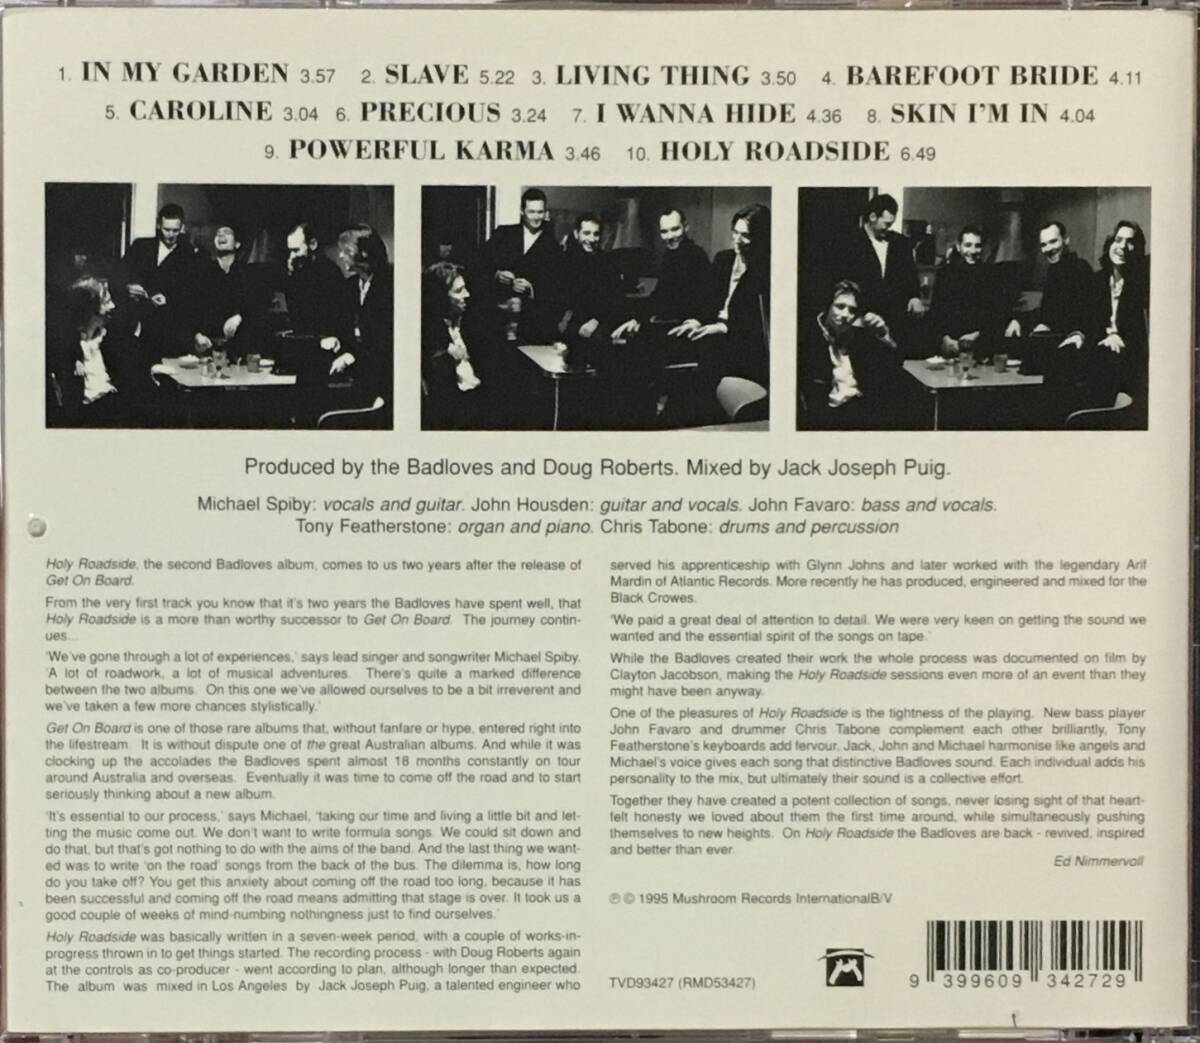 1. IN MY GARDEN 3.57 2. SLAVE 5.22 3. LIVING THING 3.50 4. BAREFOOT BRIDE 4.11
5. CAROLINE 3.04 6. PRECIOUS 3.24 7. I WANNA HIDE 4.36 8. SKIN I'M IN 4.04
9. POWERFUL KARMA 3.46 10. HOLY ROADSIDE 6.49
Produced by the Badloves and Doug Roberts. Mixed by Jack Joseph Puig.
Michael Spiby: vocals and guitar. John Housden: guitar and vocals. John Favaro: bass and vocals.
Tony Featherstone: organ and piano. Chris Tabone: drums and percussion
Holy Roadside, the second Badloves album, comes to us two years after the release of
Get On Board.
From the very first track you know that it's two years the Badloves have spent well, that
Holy Roadside is a more than worthy successor to Get On Board. The journey contin-
ues...
'We've gone through a lot of experiences,' says lead singer and songwriter Michael Spiby.
'A lot of roadwork, a lot of musical adventures. There's quite a marked difference
between the two albums. On this one we've allowed ourselves to be a bit irreverent and
we've taken a few more chances stylistically.'
Get On Board is one of those rare albums that, without fanfare or hype, entered right into
the lifestream. It is without dispute one of the great Australian albums. And while it was
clocking up the accolades the Badloves spent almost 18 months constantly on tour
around Australia and overseas. Eventually it was time to come off the road and to start
seriously thinking about a new album.
'It's essential to our process,' says Michael, 'taking our time and living a little bit and let-
ting the music come out. We don't want to write formula songs. We could sit down and
do that, but that's got nothing to do with the aims of the band. And the last thing we want-
ed was to write 'on the road' songs from the back of the bus. The dilemma is, how long
do you take off? You get this anxiety about coming off the road too long, because it has
been successful and coming off the road means admitting that stage is over. It took us a
good couple of weeks of mind-numbing nothingness just to find ourselves.'
Holy Roadside was basically written in a seven-week period, with a couple of works-in-
progress thrown in to get things started. The recording process - with Doug Roberts again
at the controls as co-producer - went according to plan, although longer than expected.
The album was mixed in Los Angeles by Jack Joseph Puig, a talented engineer who
served his apprenticeship with Glynn Johns and later worked with the legendary Arif
Mardin of Atlantic Records. More recently he has produced, engineered and mixed for the
Black Crowes.
'We paid a great deal of attention to detail. We were very keen on getting the sound we
wanted and the essential spirit of the songs on tape.'
While the Badloves created their work the whole process was documented on film by
Clayton Jacobson, making the Holy Roadside sessions even more of an event than they
might have been anyway.
One of the pleasures of Holy Roadside is the tightness of the playing. New bass player
John Favaro and drummer Chris Tabone complement each other brilliantly, Tony
Featherstone's keyboards add fervour. Jack, John and Michael harmonise like angels and
Michael's voice gives each song that distinctive Badloves sound. Each individual adds his
personality to the mix, but ultimately their sound is a collective effort.
Together they have created a potent collection of songs, never losing sight of that heart-
felt honesty we loved about them the first time around, while simultaneously pushing
themselves to new heights. On Holy Roadside the Badloves are back - revived, inspired
and better than ever.
Ed Nimmervoll
℗ © 1995 Mushroom Records InternationalB/V
TVD93427 (RMD53427)
9 399609 342729